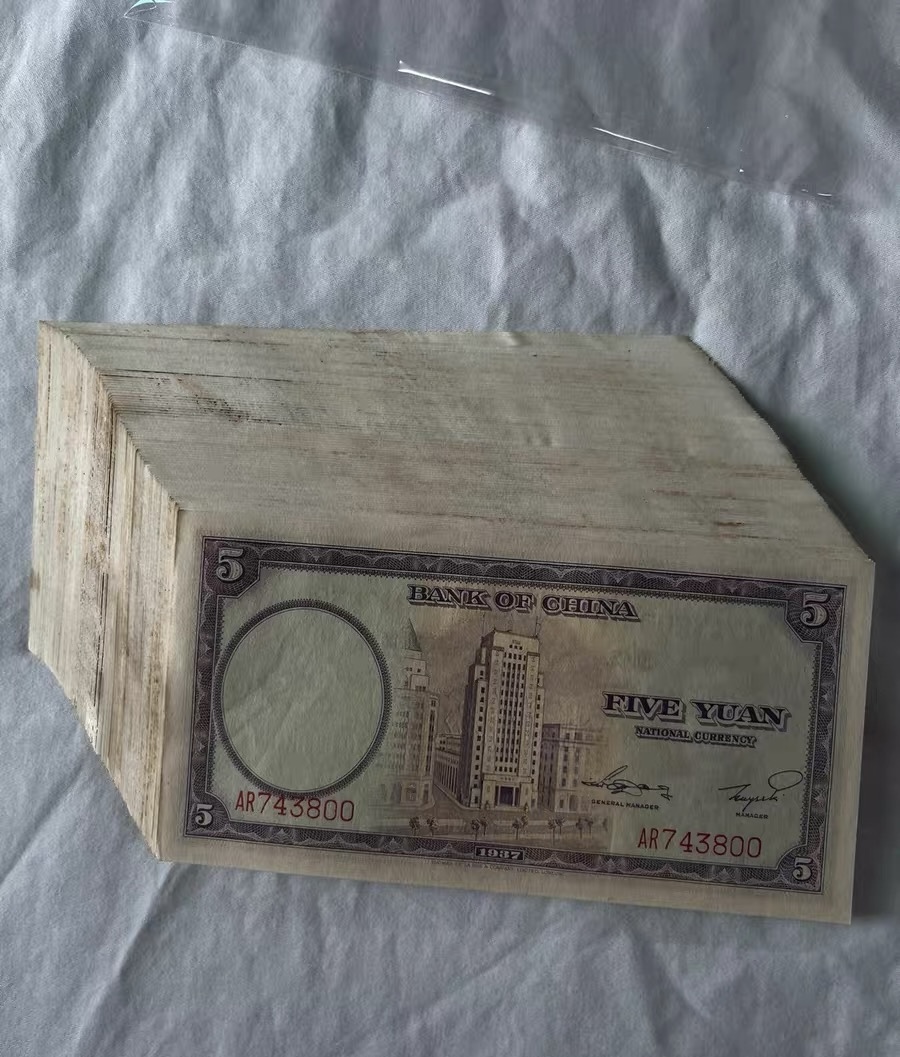 5
5
BANK OF CHINA
FIVE YUAN
NATIONAL CURRENCY
GENERAL MANAGER
MANAGER
AR743800
AR743800
5
1937
5